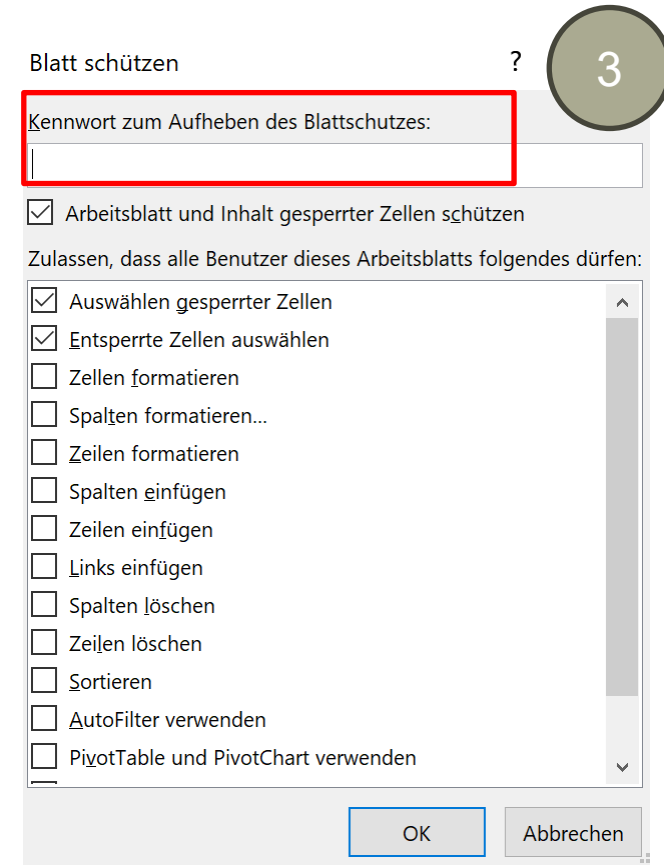 Blatt schützen ? 3
Kennwort zum Aufheben des Blattschutzes:
Arbeitsblatt und Inhalt gesperrter Zellen schützen
Zulassen, dass alle Benutzer dieses Arbeitsblatts folgendes dürfen:
Auswählen gesperrter Zellen
Entsperrte Zellen auswählen
Zellen formatieren
Spalten formatieren...
Zeilen formatieren
Spalten einfügen
Zeilen einfügen
Links einfügen
Spalten löschen
Zeilen löschen
Sortieren
AutoFilter verwenden
PivotTable und PivotChart verwenden
OK Abbrechen